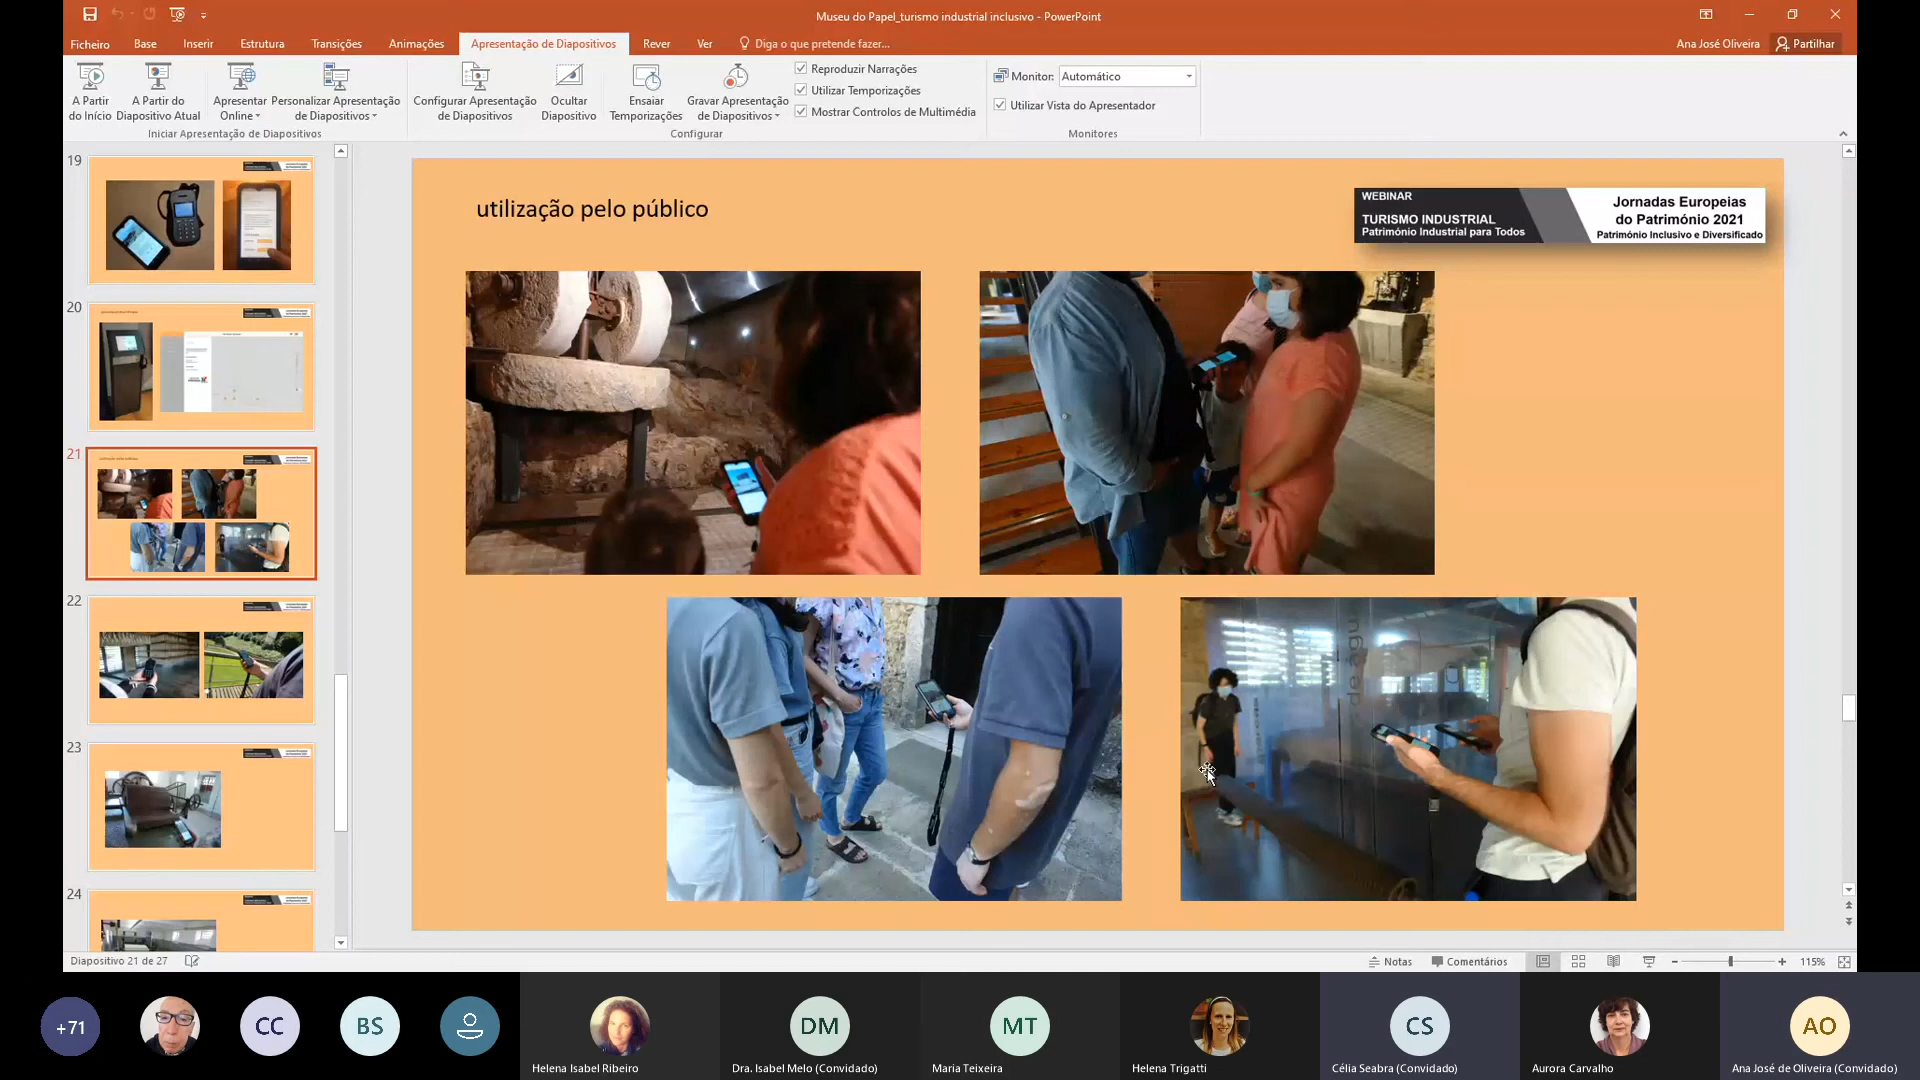 Museu do Papel_turismo industrial inclusivo - PowerPoint
Ficheiro Base Inserir Estrutura Transições Animações Apresentação de Diapositivos Rever Ver Diga o que pretende fazer... Ana José Oliveira Partilhar
A Partir do Início
A Partir do Diapositivo Atual
Apresentar Online
Personalizar Apresentação de Diapositivos
Iniciar Apresentação de Diapositivos
Configurar Apresentação de Diapositivos
Ocultar Diapositivo
Ensaiar Temporizações
Gravar Apresentação de Diapositivos
Reproduzir Narrações
Utilizar Temporizações
Mostrar Controlos de Multimédia
Configurar
Monitor: Automático
Utilizar Vista do Apresentador
Monitores
19
20
21
22
23
24
utilização pelo público
WEBINAR
TURISMO INDUSTRIAL
Património Industrial para Todos
Jornadas Europeias
do Património 2021
Património Inclusivo e Diversificado
de água
Diapositivo 21 de 27
Notas Comentários 115%
+71
CC
BS
DM
MT
CS
AO
Helena Isabel Ribeiro
Dra. Isabel Melo (Convidado)
Maria Teixeira
Helena Trigatti
Célia Seabra (Convidado)
Aurora Carvalho
Ana José de Oliveira (Convidado)